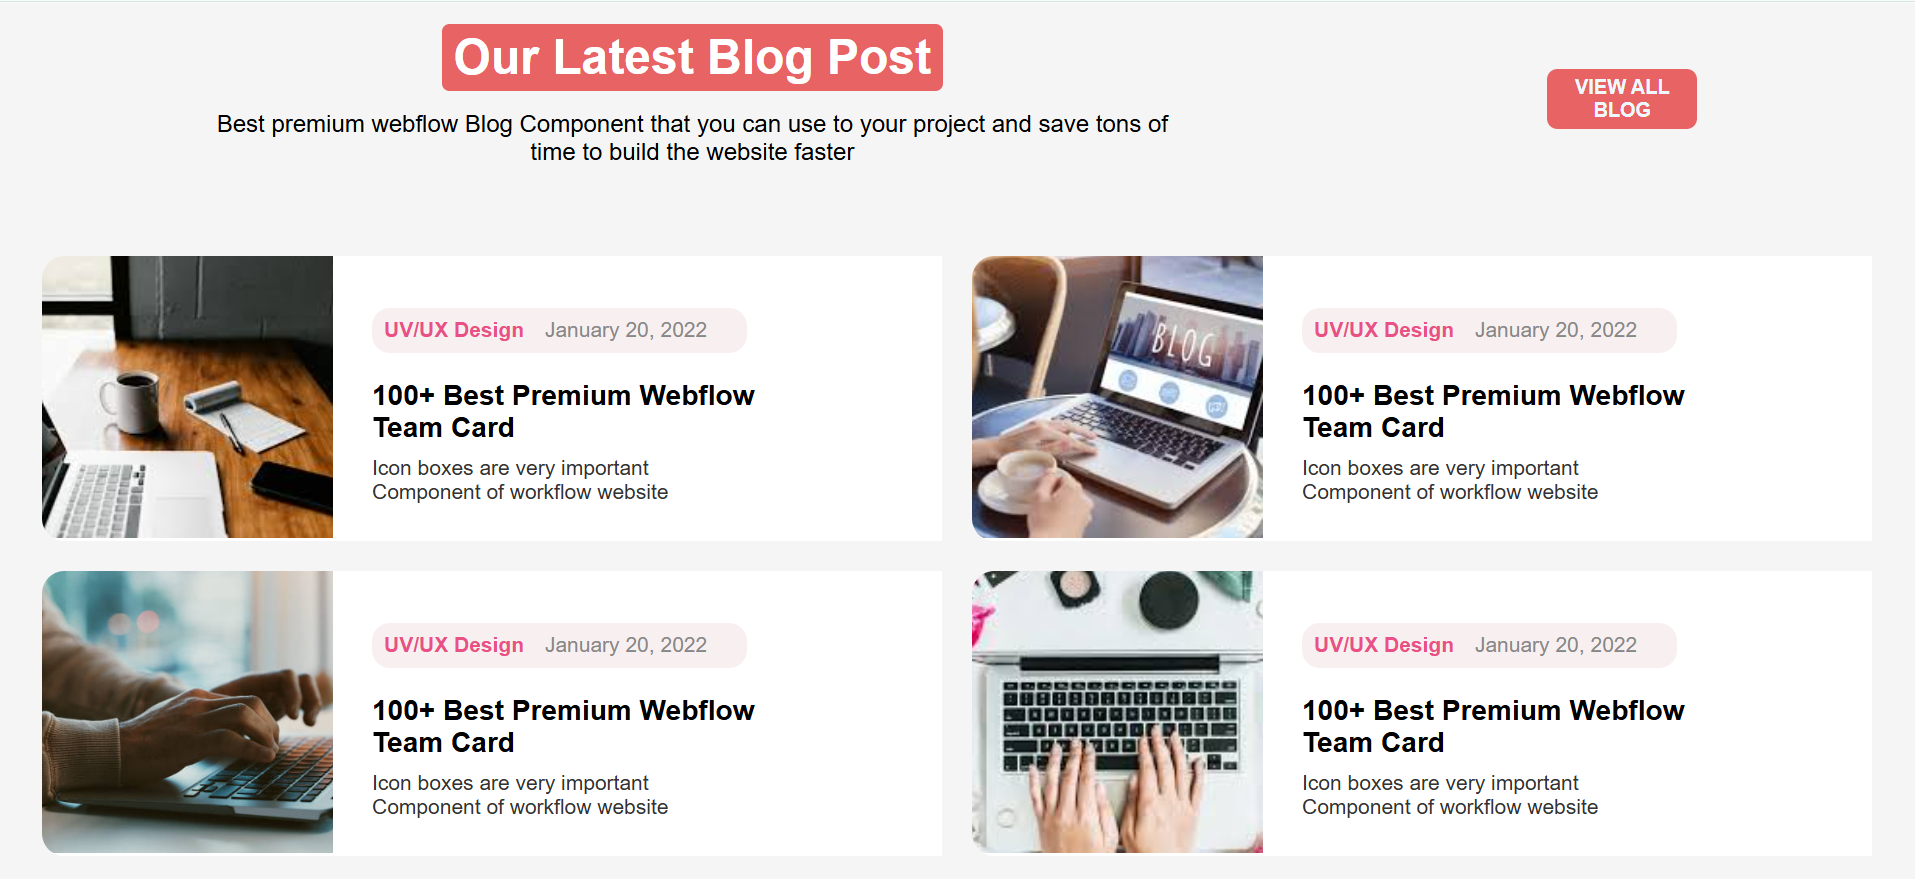 Our Latest Blog Post
VIEW ALL
BLOG
Best premium webflow Blog Component that you can use to your project and save tons of
time to build the website faster
UV/UX Design January 20, 2022
100+ Best Premium Webflow
Team Card
Icon boxes are very important
Component of workflow website
BLOG
UV/UX Design January 20, 2022
100+ Best Premium Webflow
Team Card
Icon boxes are very important
Component of workflow website
UV/UX Design January 20, 2022
100+ Best Premium Webflow
Team Card
Icon boxes are very important
Component of workflow website
UV/UX Design January 20, 2022
100+ Best Premium Webflow
Team Card
Icon boxes are very important
Component of workflow website